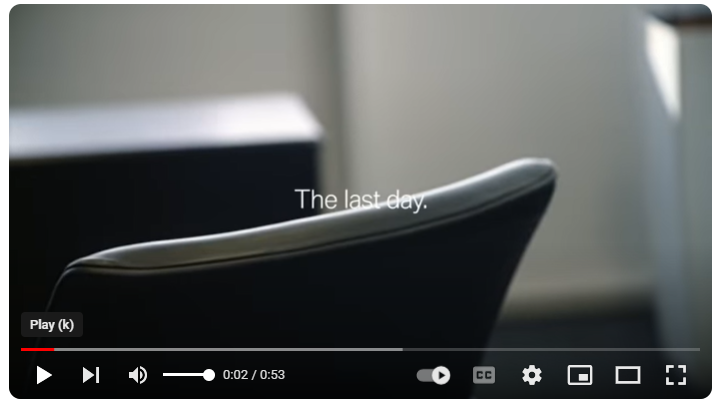 The last day.
Play (k)
0:02 / 0:53
CC